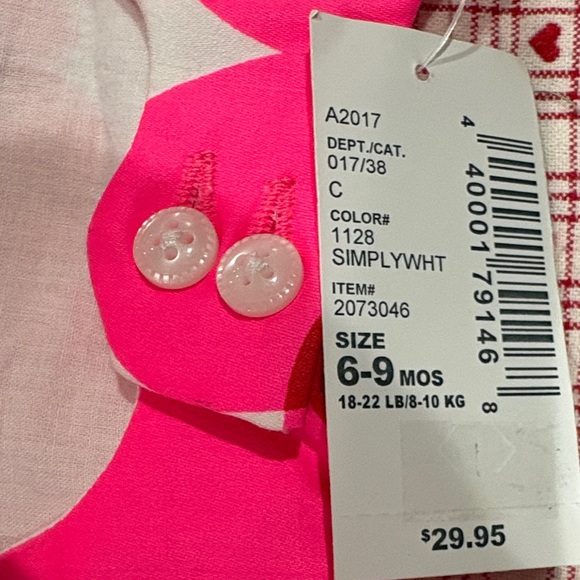 A2017
DEPT./CAT.
017/38
C
COLOR#
1128
SIMPLYWHT
ITEM#
2073046
SIZE
6-9 MOS
18-22 LB/8-10 KG
4 40001 79146 8
$29.95